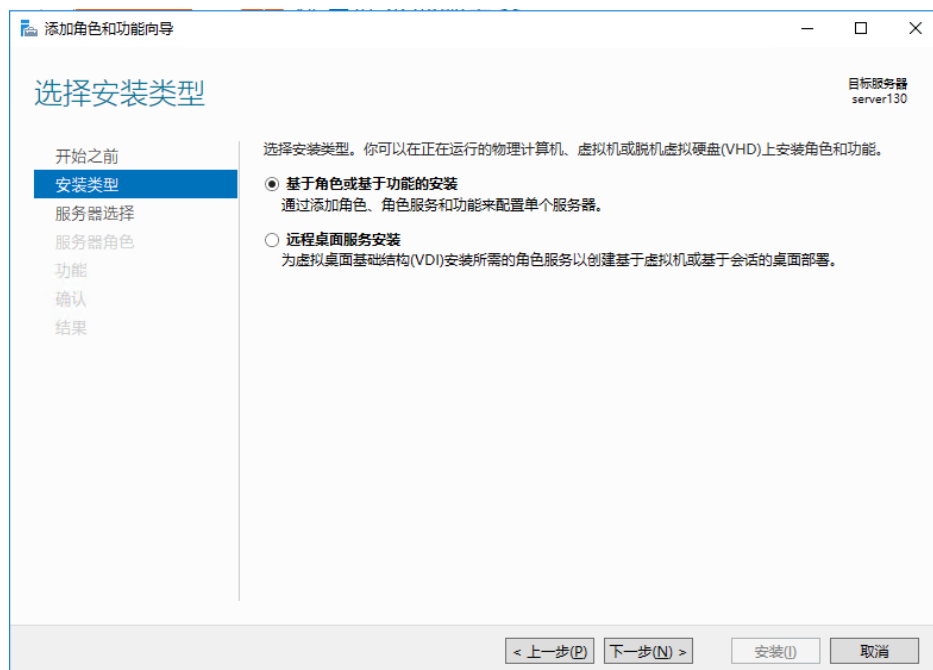 添加角色和功能向导
选择安装类型
目标服务器
server130
开始之前
安装类型
服务器选择
服务器角色
功能
确认
结果
选择安装类型。你可以在正在运行的物理计算机、虚拟机或脱机虚拟硬盘(VHD)上安装角色和功能。
基于角色或基于功能的安装
通过添加角色、角色服务和功能来配置单个服务器。
远程桌面服务安装
为虚拟桌面基础结构(VDI)安装所需的角色服务以创建基于虚拟机或基于会话的桌面部署。
< 上一步(P) 下一步(N) > 安装(I) 取消